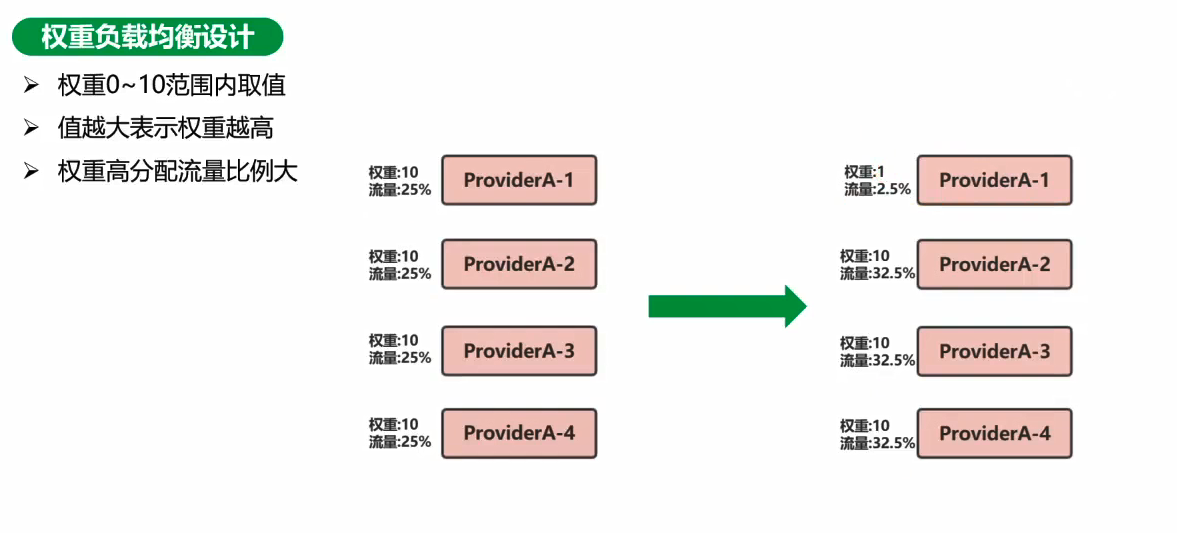 权重负载均衡设计
权重0~10范围内取值
值越大表示权重越高
权重高分配流量比例大
权重:10
流量:25%
ProviderA-1
权重:10
流量:25%
ProviderA-2
权重:10
流量:25%
ProviderA-3
权重:10
流量:25%
ProviderA-4
权重:1
流量:2.5%
ProviderA-1
权重:10
流量:32.5%
ProviderA-2
权重:10
流量:32.5%
ProviderA-3
权重:10
流量:32.5%
ProviderA-4